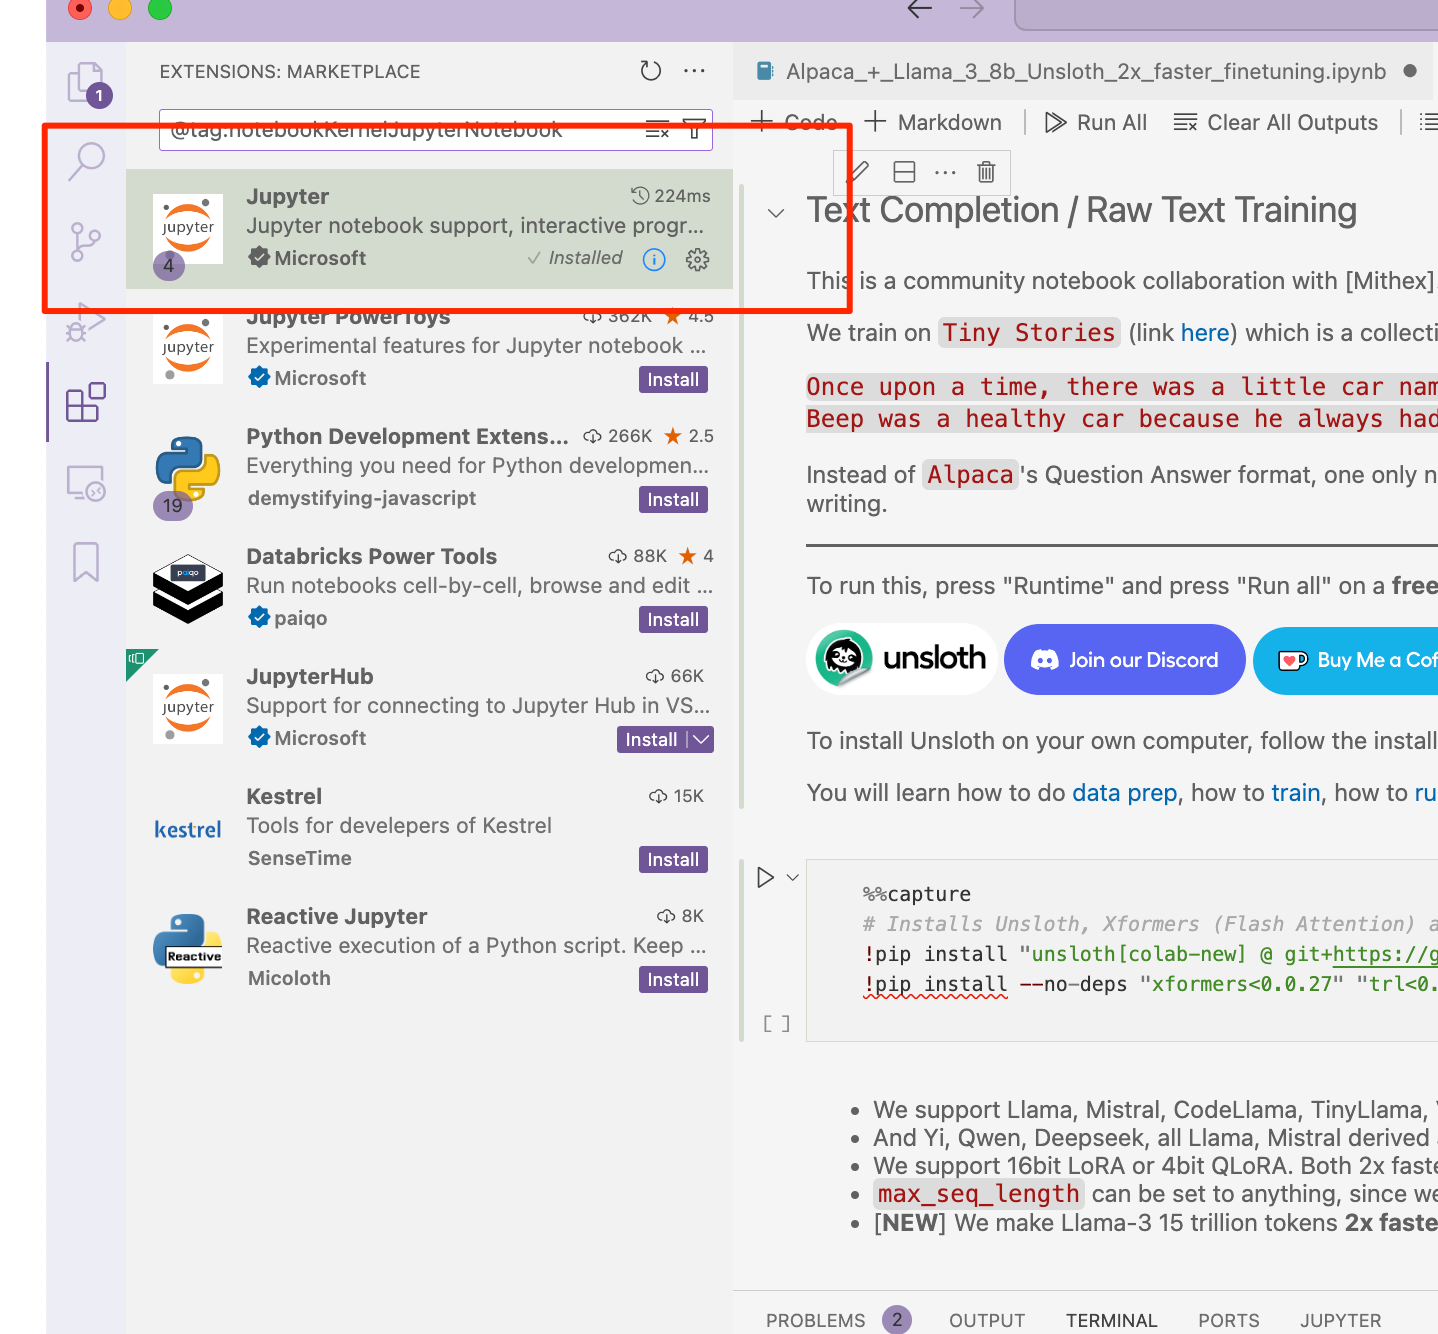 EXTENSIONS: MARKETPLACE
1
@tag:notebookKernelJupyterNotebook
Jupyter
224ms
Jupyter notebook support, interactive progr...
Microsoft
Installed
jupyter
4
Jupyter PowerToys
362K
4.5
Experimental features for Jupyter notebook ...
Microsoft
Install
jupyter
Python Development Extens...
266K
2.5
Everything you need for Python developmen...
demystifying-javascript
Install
19
Databricks Power Tools
88K
4
Run notebooks cell-by-cell, browse and edit ...
paiqo
Install
paiqo
JupyterHub
66K
Support for connecting to Jupyter Hub in VS...
Microsoft
Install
jupyter
Kestrel
15K
Tools for develepers of Kestrel
SenseTime
Install
kestrel
Reactive Jupyter
8K
Reactive execution of a Python script. Keep ...
Micoloth
Install
Reactive
Alpaca_+_Llama_3_8b_Unsloth_2x_faster_finetuning.ipynb
+ Code + Markdown | Run All Clear All Outputs |
Text Completion / Raw Text Training
This is a community notebook collaboration with [Mithex]
We train on Tiny Stories (link here) which is a collecti
Once upon a time, there was a little car nam
Beep was a healthy car because he always had
Instead of Alpaca's Question Answer format, one only n
writing.
To run this, press "Runtime" and press "Run all" on a free
unsloth
Join our Discord
Buy Me a Cof
To install Unsloth on your own computer, follow the install
You will learn how to do data prep, how to train, how to ru
%%capture
# Installs Unsloth, Xformers (Flash Attention) a
!pip install "unsloth[colab-new] @ git+https://g
!pip install --no-deps "xformers<0.0.27" "trl<0.
[ ]
• We support Llama, Mistral, CodeLlama, TinyLlama,
• And Yi, Qwen, Deepseek, all Llama, Mistral derived
• We support 16bit LoRA or 4bit QLoRA. Both 2x faste
• max_seq_length can be set to anything, since we
• [NEW] We make Llama-3 15 trillion tokens 2x faste
PROBLEMS 2 OUTPUT TERMINAL PORTS JUPYTER